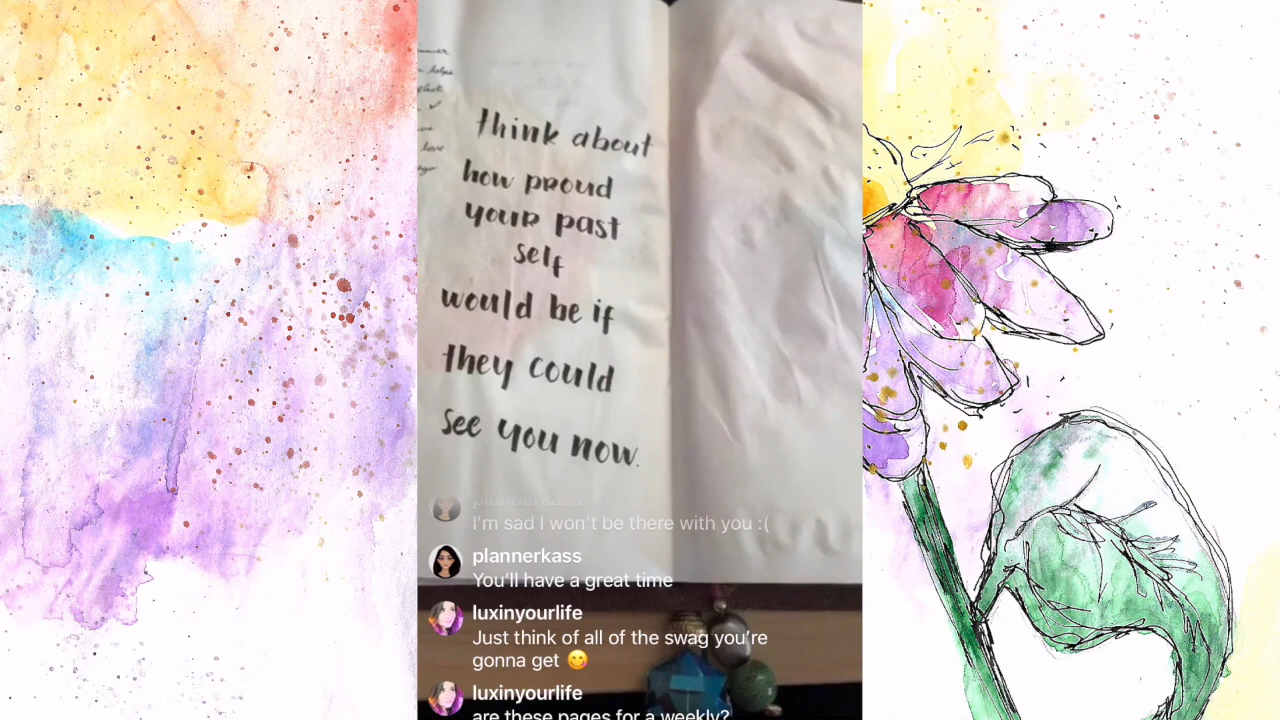 think about
how proud
your past
self
would be if
they could
see you now.
plannerkass
I'm sad I won't be there with you :(
plannerkass
You'll have a great time
luxinyourlife
Just think of all of the swag you're
gonna get 😋
luxinyourlife
are these pages for a weekly?